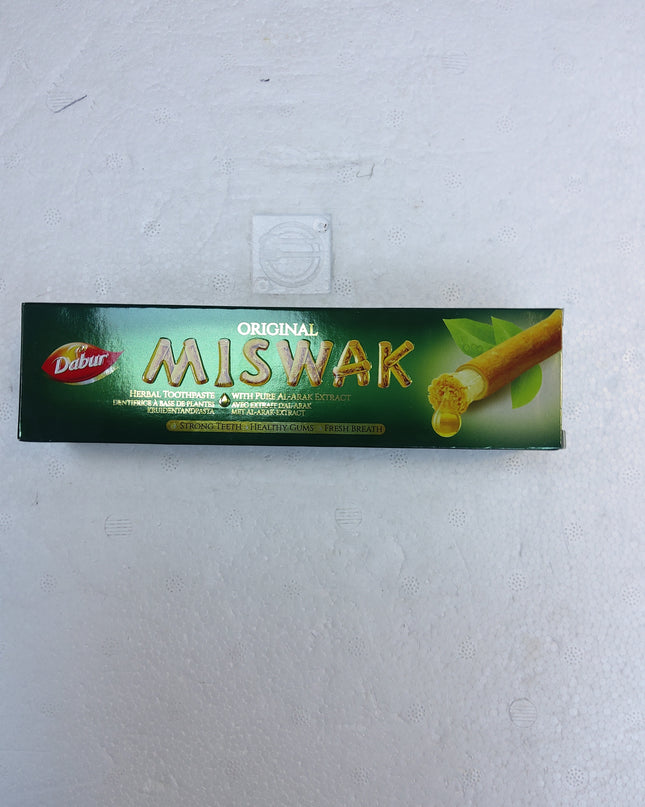 Dabur
ORIGINAL
MISWAK
HERBAL TOOTHPASTE WITH PURE AL-ARAK EXTRACT
DENTIFRICE À BASE DE PLANTES AVEC EXTRAIT D'AL-ARAK
KRUIDENTANDPASTA MET AL-ARAK-EXTRACT
STRONG TEETH HEALTHY GUMS FRESH BREATH